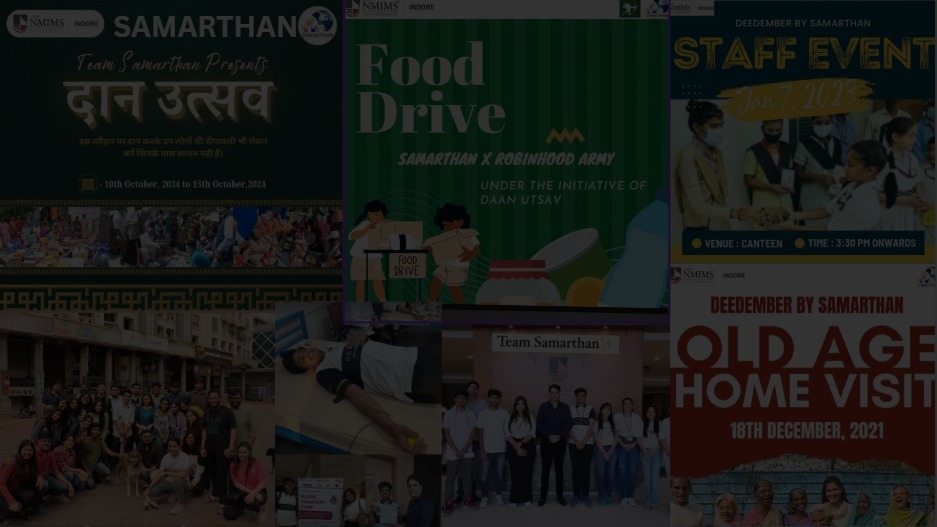 NMIMS
INDORE
SAMARTHAN
Team Samarthan Presents
दान उत्सव
इस त्योहार पर दान करके उन लोगों की दीपावली भी रोशन
करें जिनके पास साधन नहीं हैं।
- 10th October, 2024 to 15th October,2024
NMIMS
INDORE
Food
Drive
SAMARTHAN X ROBINHOOD ARMY
UNDER THE INITIATIVE OF
DAAN UTSAV
FOOD
DRIVE
NMIMS
DEEDEMBER BY SAMARTHAN
STAFF EVENT
Jan 7, 2023
VENUE : CANTEEN
TIME : 3:30 PM ONWARDS
Team Samarthan
NMIMS
INDORE
DEEDEMBER BY SAMARTHAN
OLD AGE
HOME VISIT
18TH DECEMBER, 2021